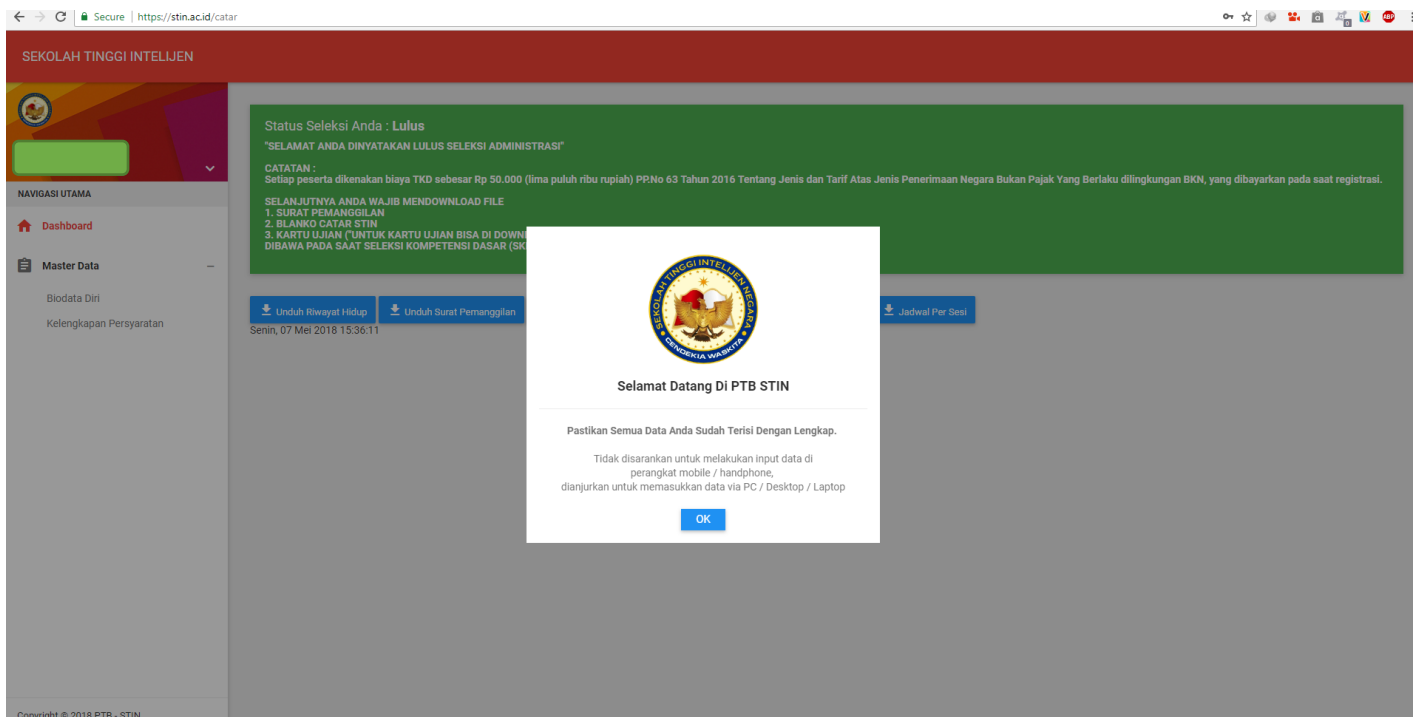 Secure | https://stin.ac.id/catar
SEKOLAH TINGGI INTELIJEN
NAVIGASI UTAMA
Dashboard
Master Data
Biodata Diri
Kelengkapan Persyaratan
Copyright © 2018 PTB - STIN
Status Seleksi Anda : Lulus
"SELAMAT ANDA DINYATAKAN LULUS SELEKSI ADMINISTRASI"
CATATAN :
Setiap peserta dikenakan biaya TKD sebesar Rp 50.000 (lima puluh ribu rupiah) PP.No 63 Tahun 2016 Tentang Jenis dan Tarif Atas Jenis Penerimaan Negara Bukan Pajak Yang Berlaku dilingkungan BKN, yang dibayarkan pada saat registrasi.
SELANJUTNYA ANDA WAJIB MENDOWNLOAD FILE
1. SURAT PEMANGGILAN
2. BLANKO CATAR STIN
3. KARTU UJIAN ("UNTUK KARTU UJIAN BISA DI
DIBAWA PADA SAAT SELEKSI KOMPETENSI DASAR
Unduh Riwayat Hidup
Unduh Surat Pemanggilan
Jadwal Per Sesi
Senin, 07 Mei 2018 15:36:11
SEKOLAH TINGGI INTELIJEN NEGARA
CENDEKIA WASKITA
Selamat Datang Di PTB STIN
Pastikan Semua Data Anda Sudah Terisi Dengan Lengkap.
Tidak disarankan untuk melakukan input data di
perangkat mobile / handphone,
dianjurkan untuk memasukkan data via PC / Desktop / Laptop
OK